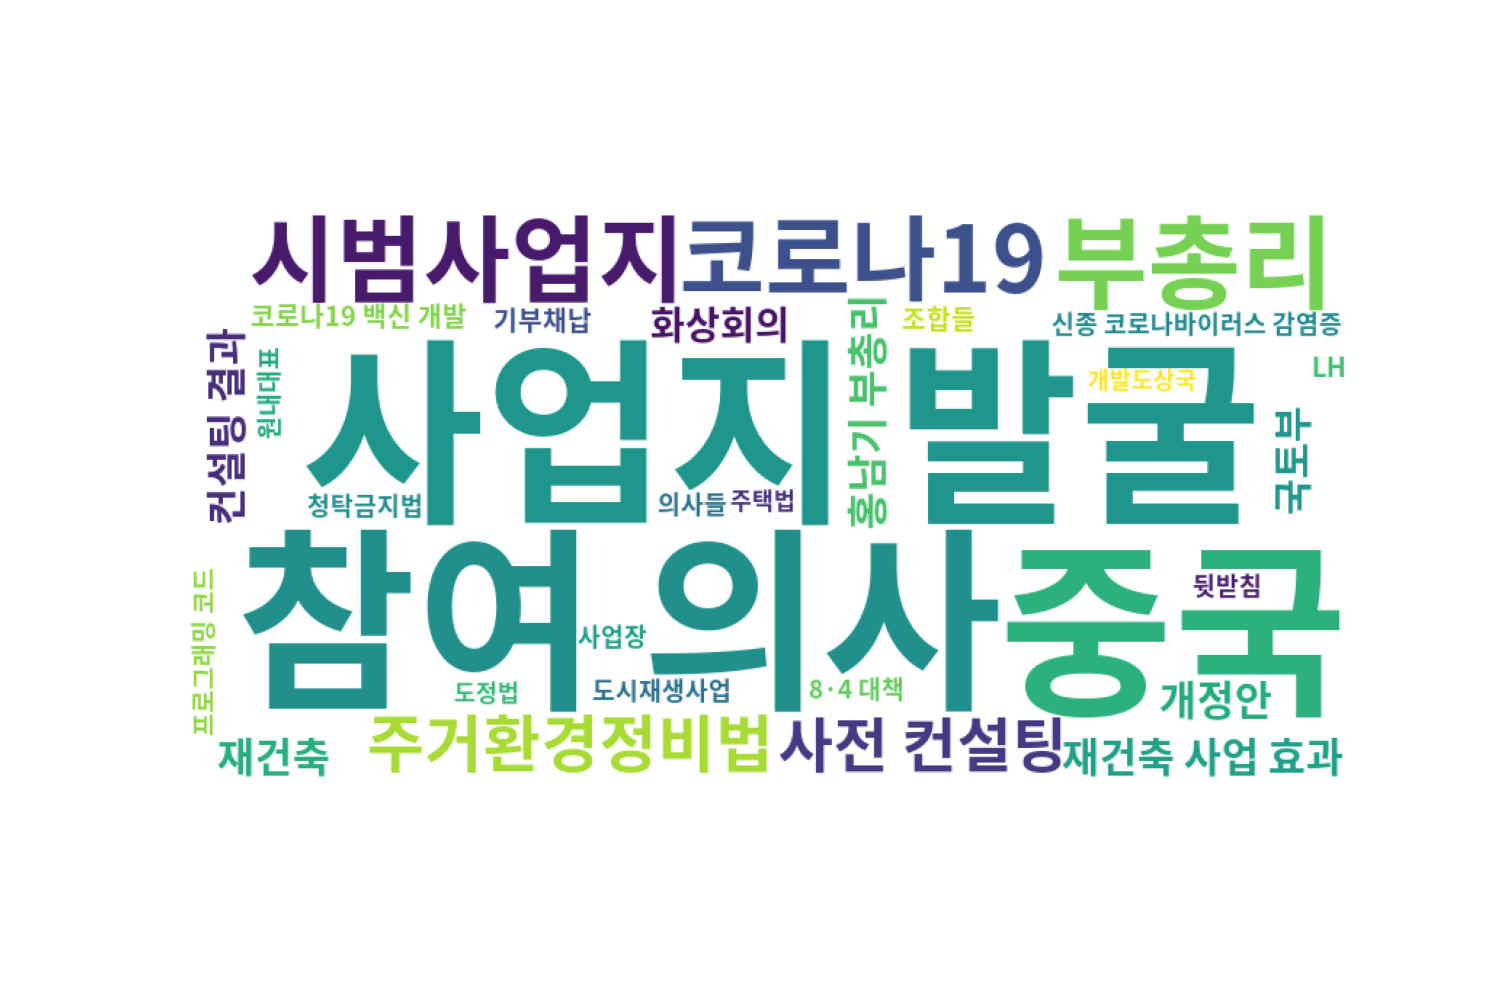 시범사업지
코로나19
부총리
코로나19 백신 개발
기부채납
화상회의
조합들
신종 코로나바이러스 감염증
컨설팅 결과
원내대표
사업지 발굴
홍남기 부총리
개발도상국
LH
국토부
청탁금지법
의사들
주택법
참여 의사
중국
뒷받침
프로그래밍 코드
사업장
도정법
도시재생사업
8·4 대책
개정안
재건축
주거환경정비법
사전 컨설팅
재건축 사업 효과